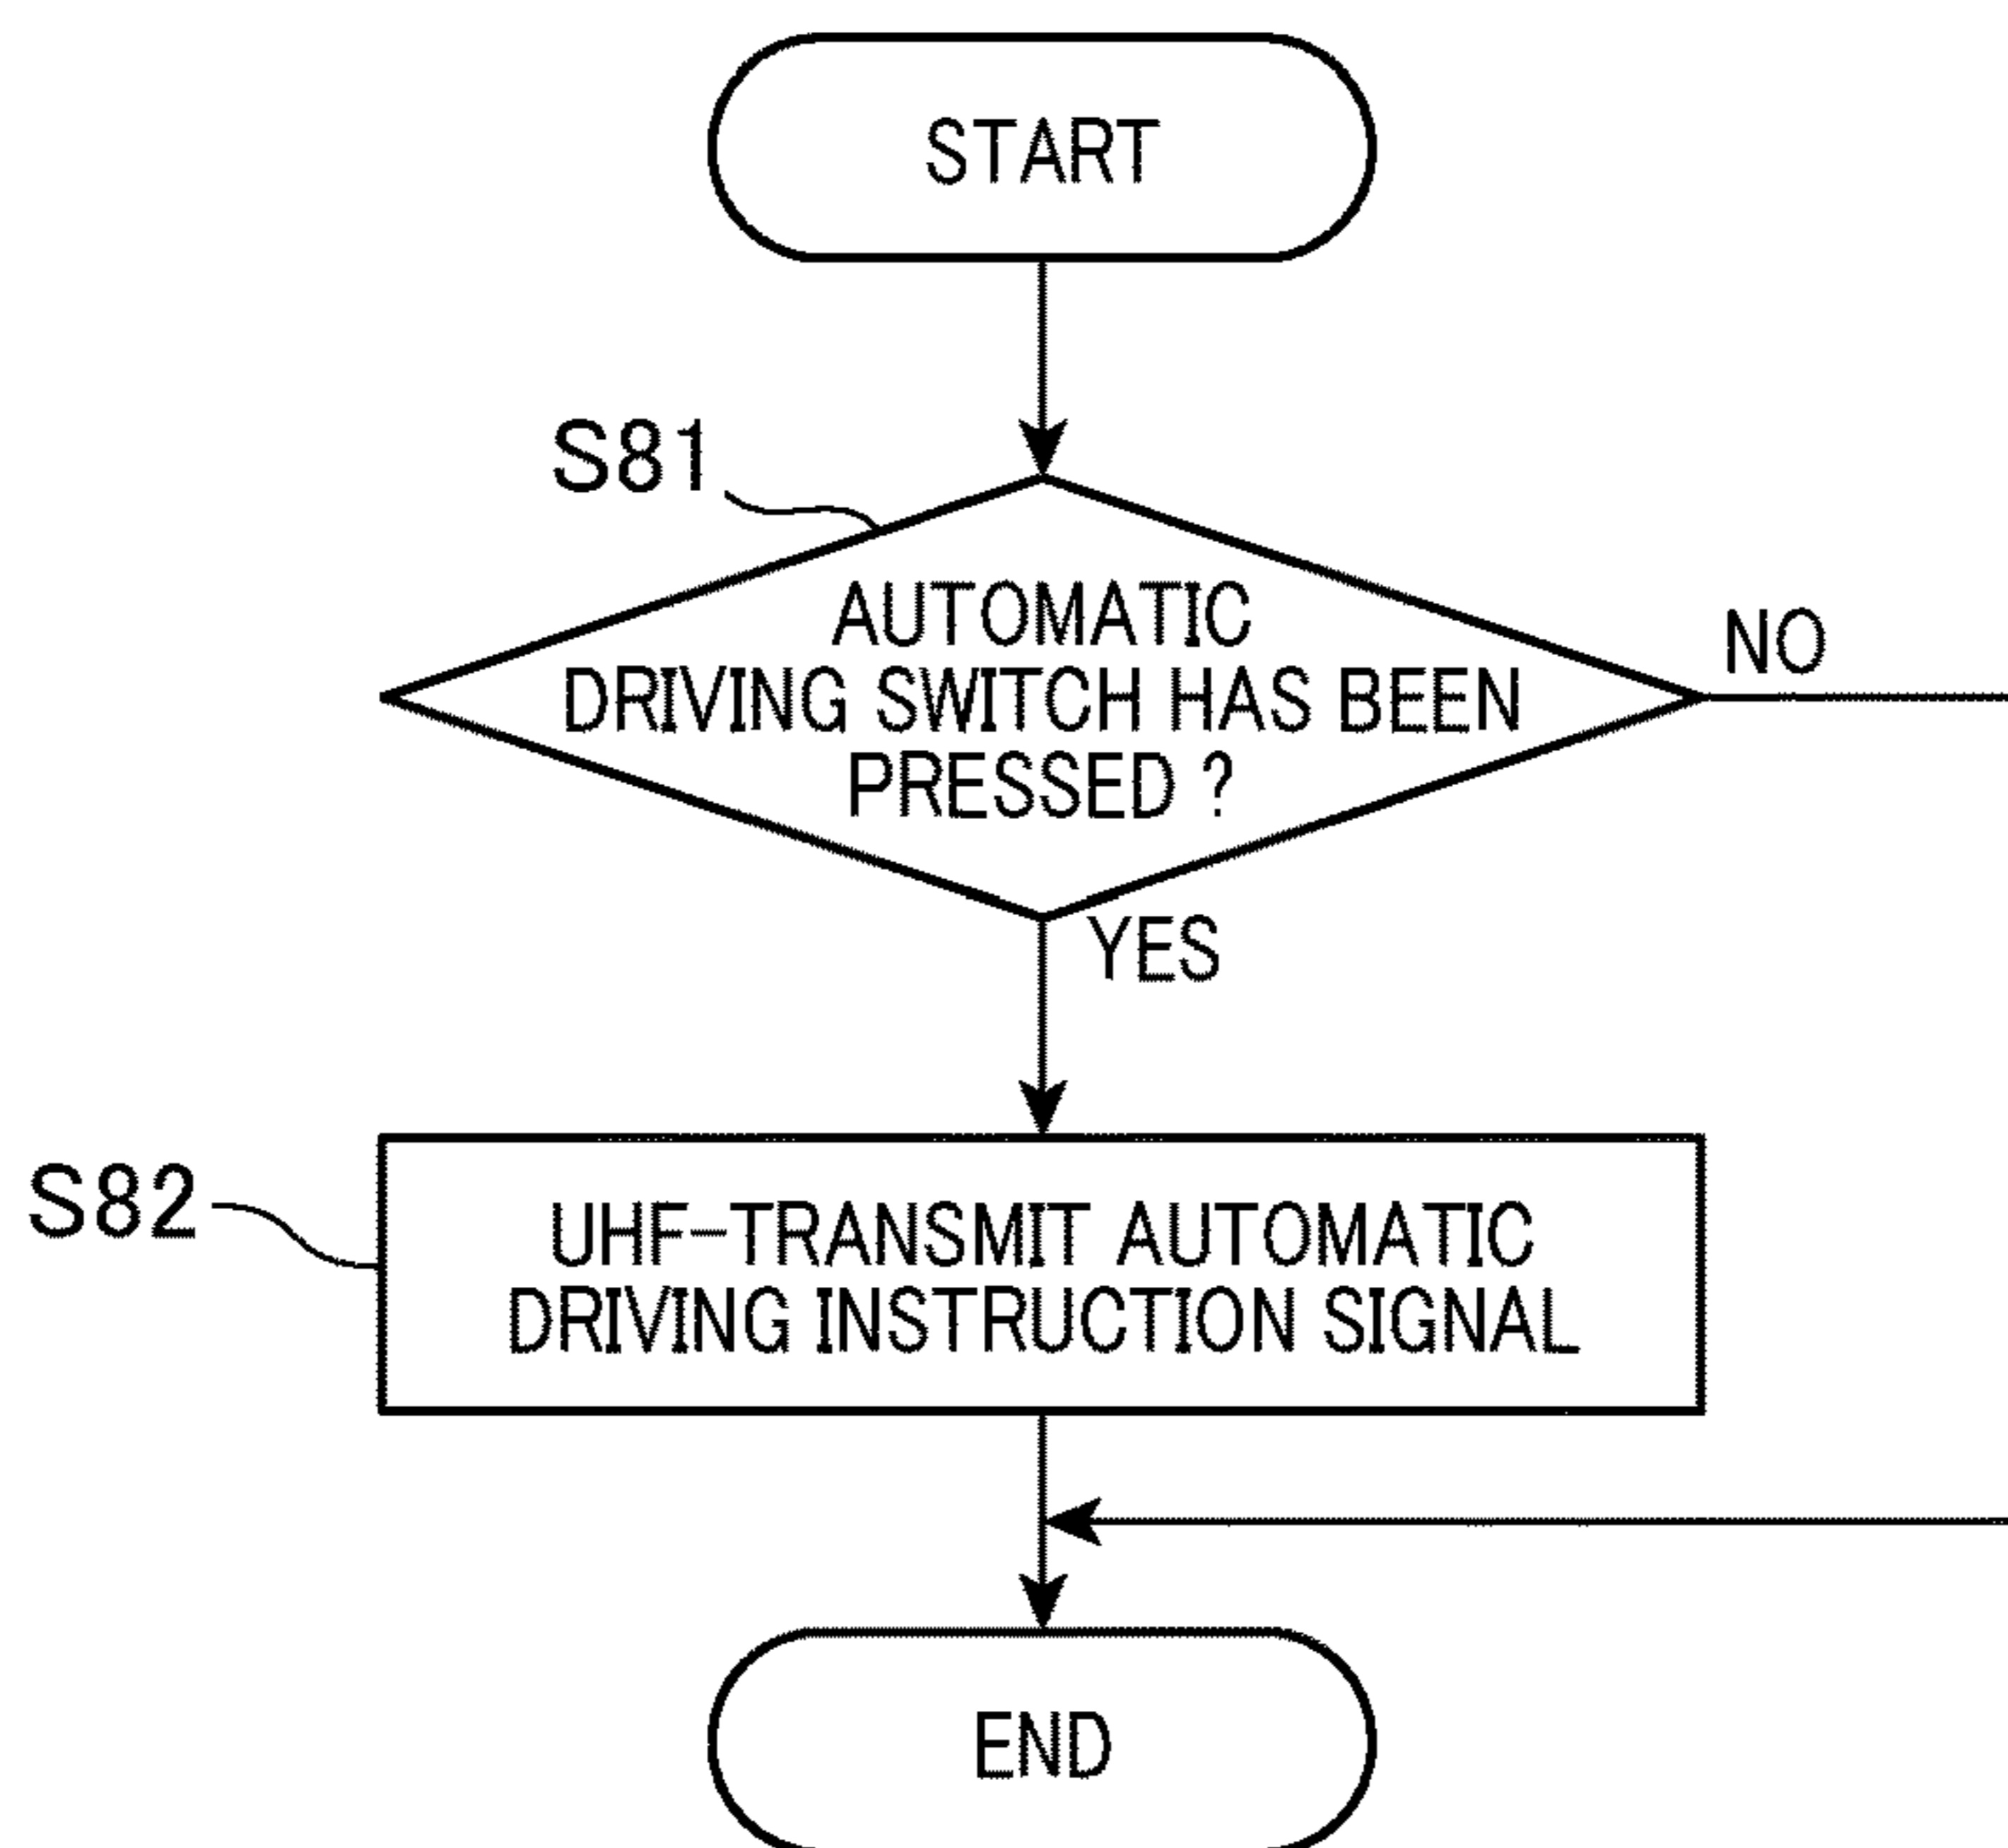 START
S81
AUTOMATIC
DRIVING SWITCH HAS BEEN
PRESSED ?
NO
YES
S82
UHF-TRANSMIT AUTOMATIC
DRIVING INSTRUCTION SIGNAL
END